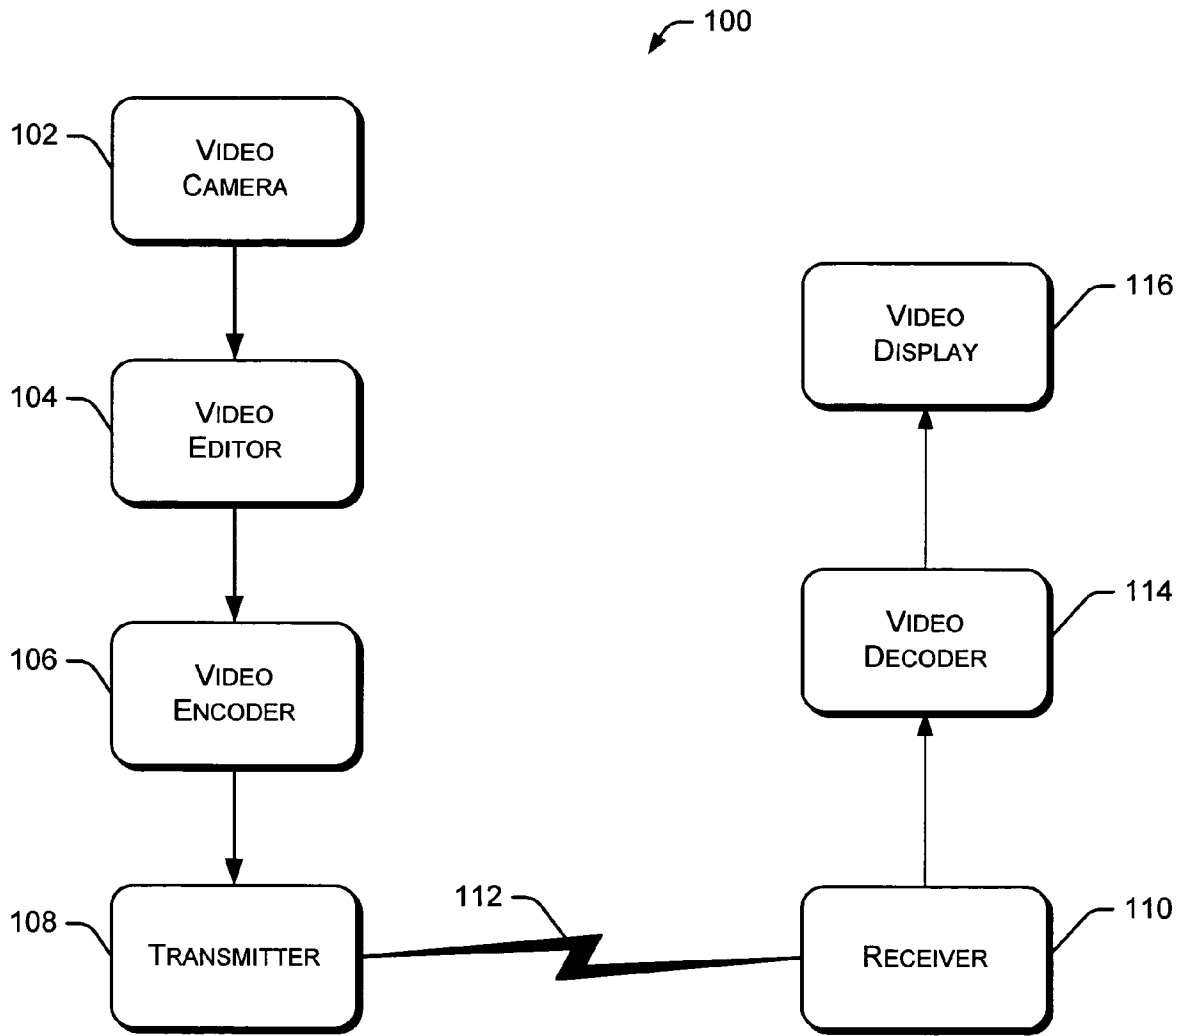 100
102
VIDEO
CAMERA
104
VIDEO
EDITOR
106
VIDEO
ENCODER
108
TRANSMITTER
112
116
VIDEO
DISPLAY
114
VIDEO
DECODER
110
RECEIVER